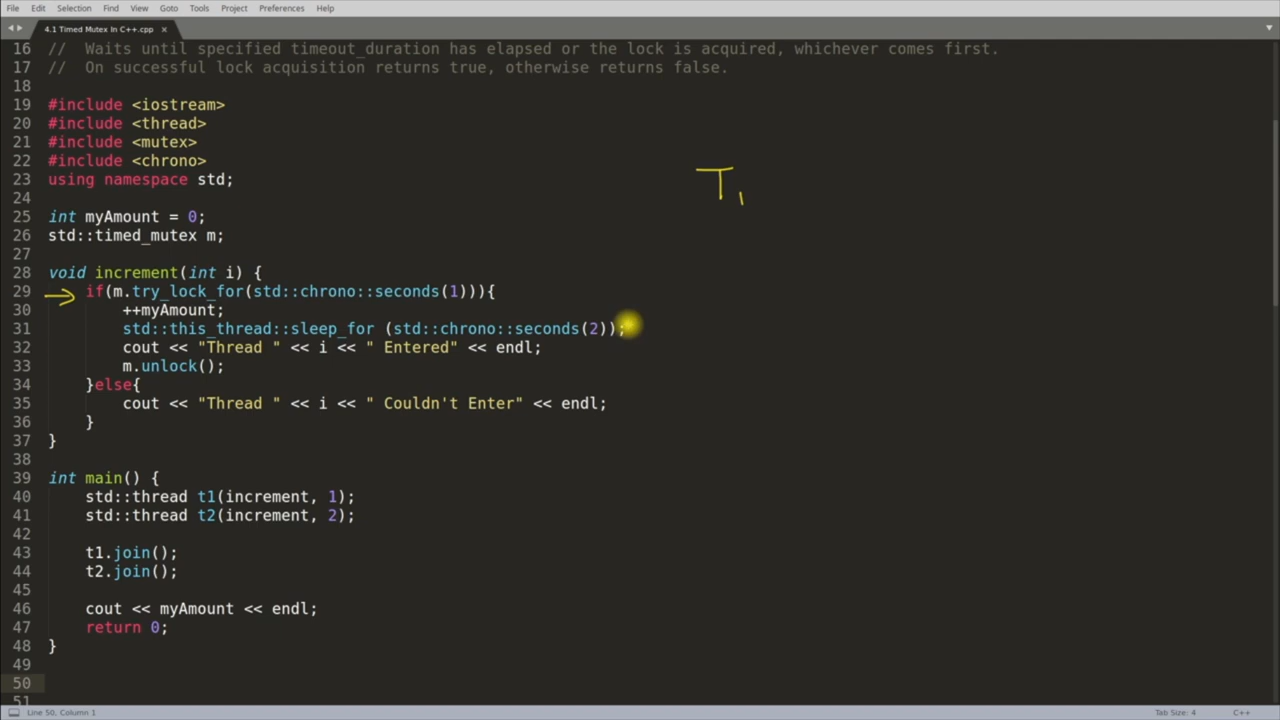 File Edit Selection Find View Goto Tools Project Preferences Help
4.1 Timed Mutex In C++.cpp ×
16 // Waits until specified timeout_duration has elapsed or the lock is acquired, whichever comes first.
17 // On successful lock acquisition returns true, otherwise returns false.
18
19 #include <iostream>
20 #include <thread>
21 #include <mutex>
22 #include <chrono>
T1
23 using namespace std;
24
25 int myAmount = 0;
26 std::timed_mutex m;
27
28 void increment(int i) {
29 if(m.try_lock_for(std::chrono::seconds(1))){
30 ++myAmount;
31 std::this_thread::sleep_for (std::chrono::seconds(2));
32 cout << "Thread " << i << " Entered" << endl;
33 m.unlock();
34 }else{
35 cout << "Thread " << i << " Couldn't Enter" << endl;
36 }
37 }
38
39 int main() {
40 std::thread t1(increment, 1);
41 std::thread t2(increment, 2);
42
43 t1.join();
44 t2.join();
45
46 cout << myAmount << endl;
47 return 0;
48 }
49
50
51
Line 50, Column 1 Tab Size: 4 C++